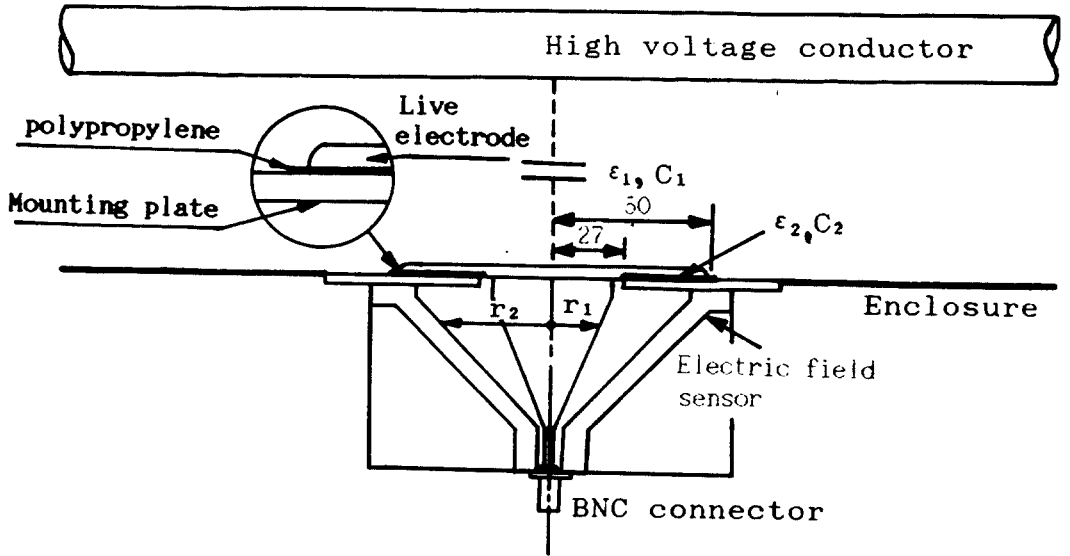 High voltage conductor
Live
electrode
polypropylene
ε₁, C₁
50
Mounting plate
27
ε₂, C₂
r₂
r₁
Enclosure
Electric field
sensor
BNC connector